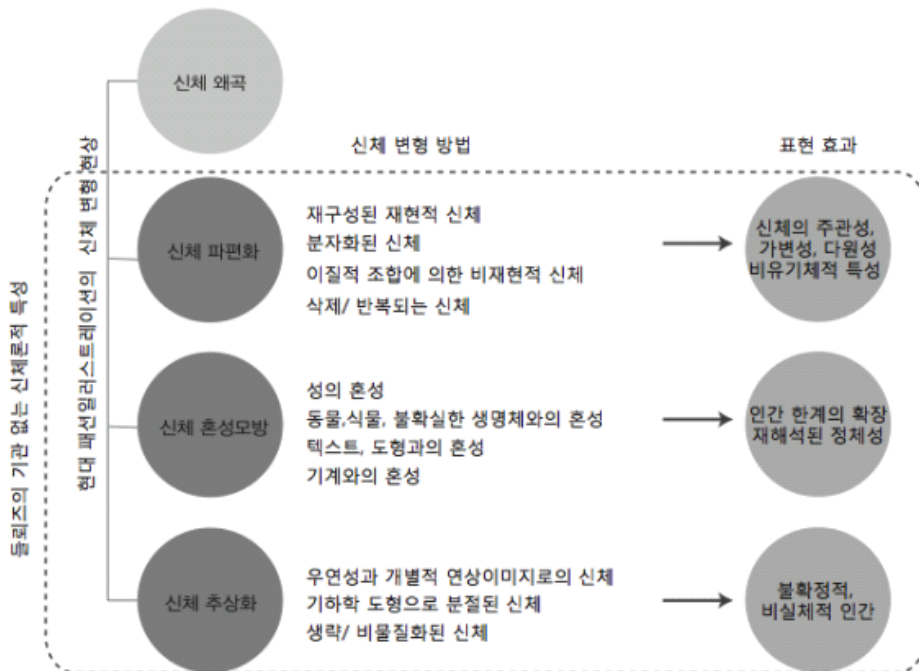 신체 왜곡
신체 변형 방법
표현 효과
들뢰즈의 기관 없는 신체론적 특성
현대 패션일러스트레이션의 신체 변형 현상
신체 파편화
재구성된 재현적 신체
분자화된 신체
이질적 조합에 의한 비재현적 신체
삭제/ 반복되는 신체
신체의 주관성,
가변성, 다원성
비유기체적 특성
신체 혼성모방
성의 혼성
동물,식물, 불확실한 생명체와의 혼성
텍스트, 도형과의 혼성
기계와의 혼성
인간 한계의 확장
재해석된 정체성
신체 추상화
우연성과 개별적 연상이미지로의 신체
기하학 도형으로 분절된 신체
생략/ 비물질화된 신체
불확정적,
비실체적 인간